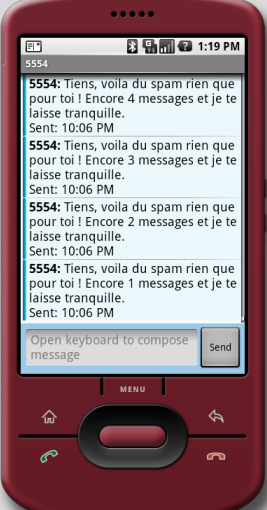 1:19 PM
5554
5554: Tiens, voila du spam rien que
pour toi ! Encore 4 messages et je te
laisse tranquille.
Sent: 10:06 PM
5554: Tiens, voila du spam rien que
pour toi ! Encore 3 messages et je te
laisse tranquille.
Sent: 10:06 PM
5554: Tiens, voila du spam rien que
pour toi ! Encore 2 messages et je te
laisse tranquille.
Sent: 10:06 PM
5554: Tiens, voila du spam rien que
pour toi ! Encore 1 messages et je te
laisse tranquille.
Sent: 10:06 PM
Open keyboard to compose
message
Send
MENU